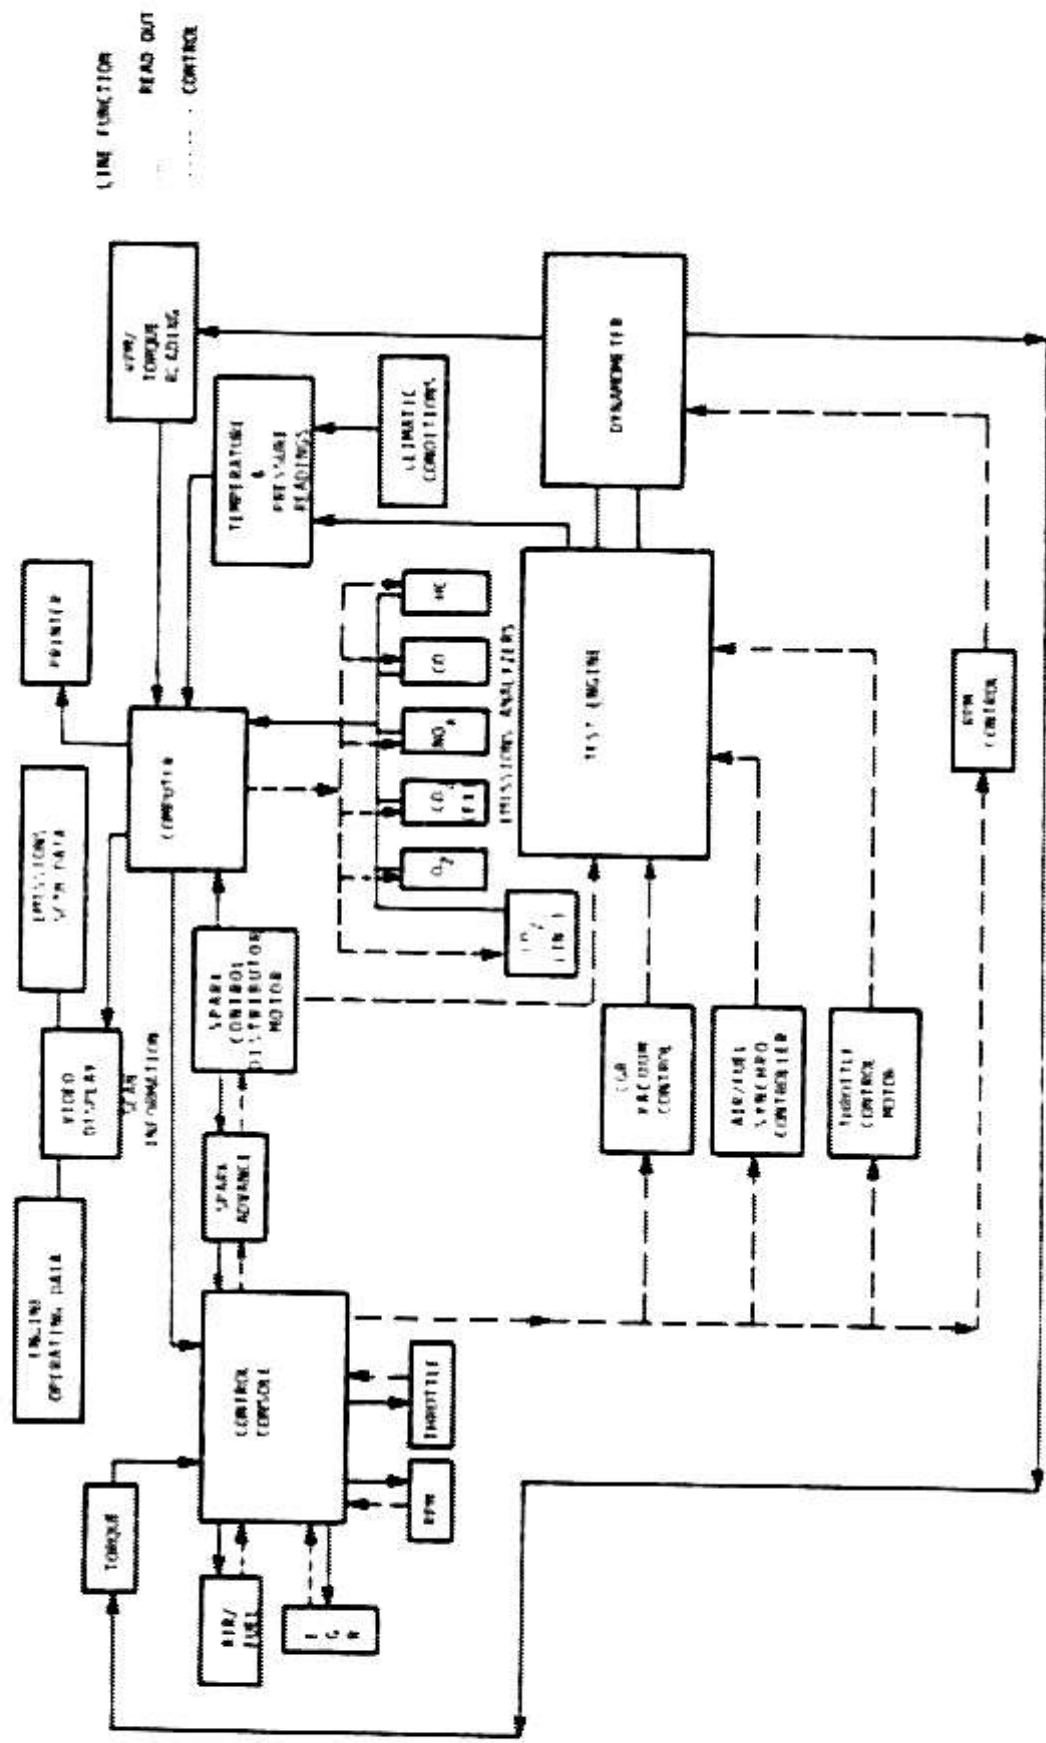 LINE FUNCTION
READ OUT
CONTROL
RPM/
TORQUE
READING
TEMPERATURE
&
PRESSURE
READINGS
CLIMATIC
CONDITIONS
DYNAMOMETER
PRINTER
COMPUTER
EMISSIONS
SCAN DATA
VIDEO
DISPLAY
SCAN
INFORMATION
ENGINE
OPERATING DATA
HC
CO
NOX
CO2
O2
EMISSIONS ANALYZERS
CO2
TEST ENGINE
RPM
CONTROL
SPARK
CONTROL
DISTRIBUTOR
MOTOR
SPARK
ADVANCE
EGR
VACUUM
CONTROL
AIR/FUEL
SYNCHRO
CONTROLLER
THROTTLE
CONTROL
MOTOR
CONTROL
CONSOLE
THROTTLE
RPM
TORQUE
AIR/
FUEL
E
G
R